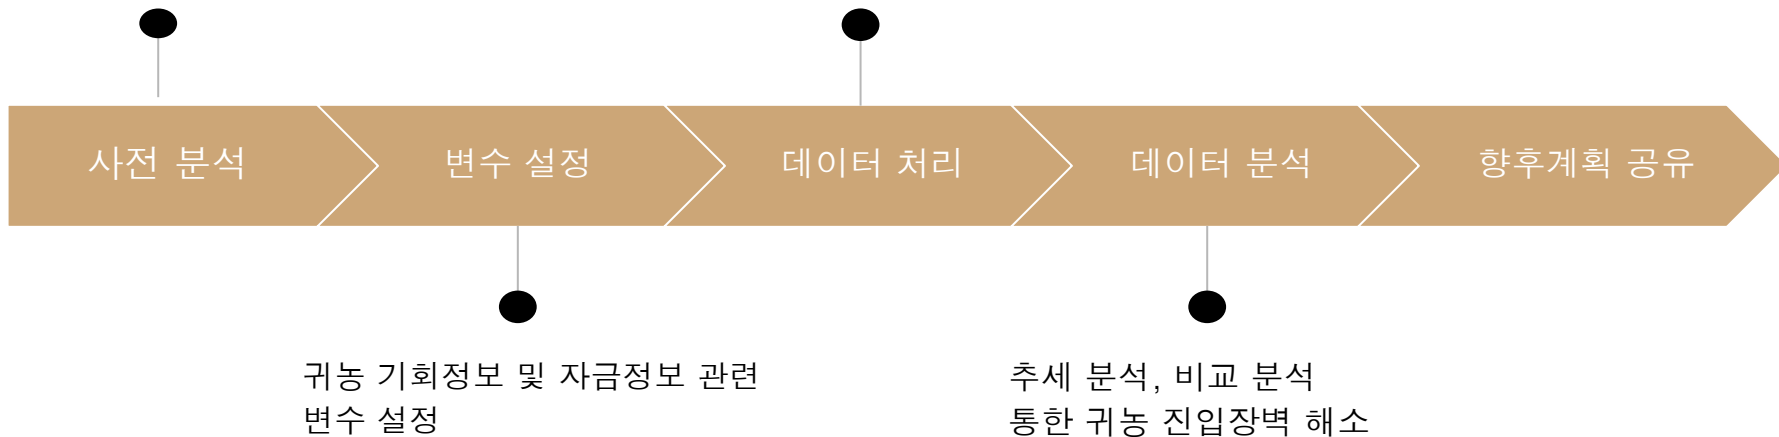 사전 분석
변수 설정
데이터 처리
데이터 분석
향후계획 공유
귀농 기회정보 및 자금정보 관련
변수 설정
추세 분석, 비교 분석
통한 귀농 진입장벽 해소